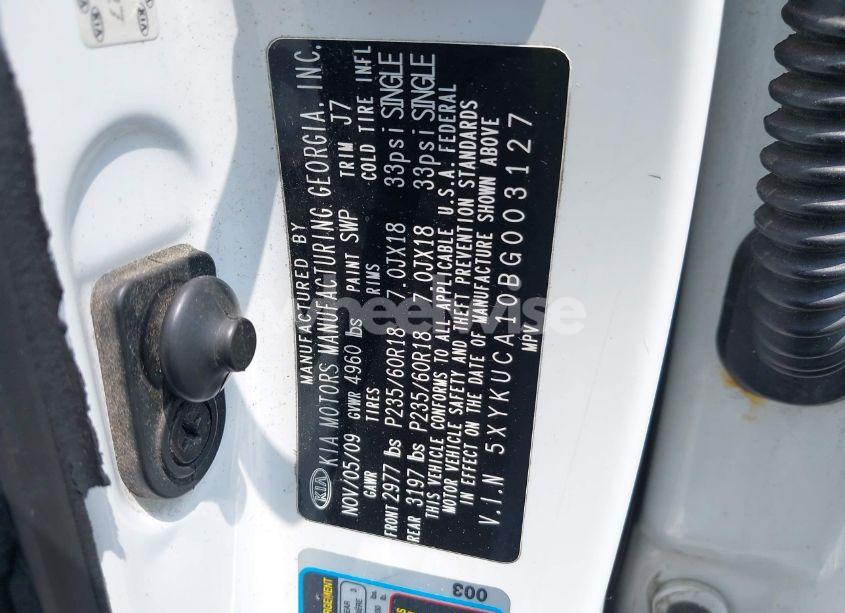 MANUFACTURED BY
KIA KIA MOTORS MANUFACTURING GEORGIA, INC.
NOV/05/09 GVWR 4960 lbs PAINT SWP TRIM J7
GAWR TIRES RIMS COLD TIRE INFL
FRONT 2977 lbs P235/60R18 7.0JX18 33psi SINGLE
REAR 3197 lbs P235/60R18 7.0JX18 33psi SINGLE
THIS VEHICLE CONFORMS TO ALL APPLICABLE U.S.A FEDERAL
MOTOR VEHICLE SAFETY AND THEFT PREVENTION STANDARDS
IN EFFECT ON THE DATE OF MANUFACTURE SHOWN ABOVE
V.I.N 5XYKUCA10BG003127
MPV
003
KIA